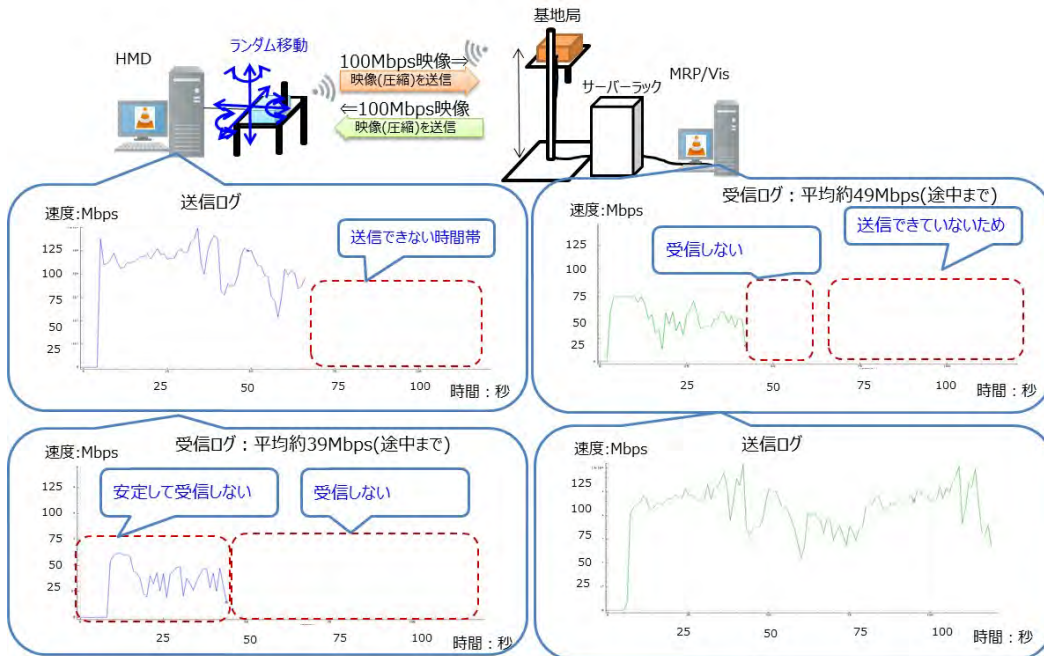 基地局
HMD
ランダム移動
100Mbps映像⇒
映像(圧縮)を送信
⇐100Mbps映像
映像(圧縮)を送信
サーバーラック
MRP/Vis
送信ログ
速度:Mbps
送信できない時間帯
125
100
75
50
25
25
50
75
100
時間：秒
受信ログ：平均約49Mbps(途中まで)
速度:Mbps
受信しない
送信できていないため
125
100
75
50
25
25
50
75
100
時間：秒
受信ログ：平均約39Mbps(途中まで)
速度:Mbps
安定して受信しない
受信しない
125
100
75
50
25
25
50
75
100
時間：秒
送信ログ
速度:Mbps
125
100
75
50
25
25
50
75
100
時間：秒